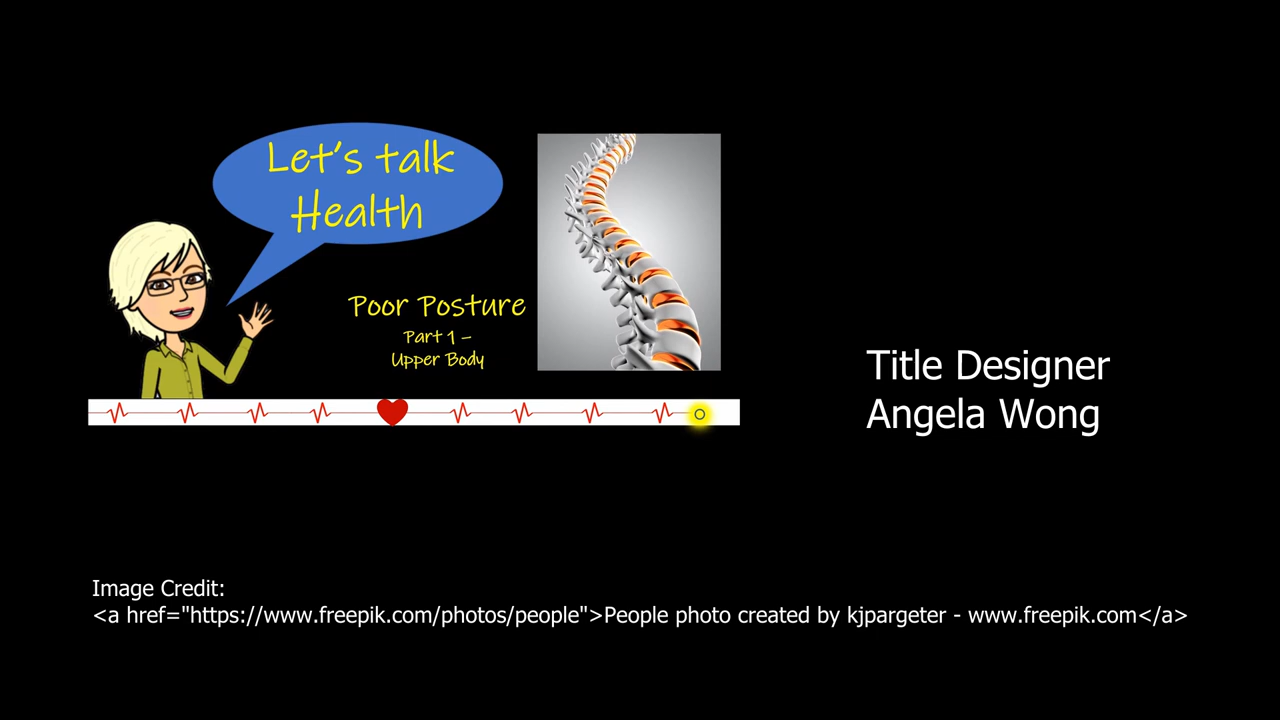 Let's talk
Health
Poor Posture
Part 1 –
Upper Body
Title Designer
Angela Wong
Image Credit:
<a href="https://www.freepik.com/photos/people">People photo created by kjpargeter - www.freepik.com</a>